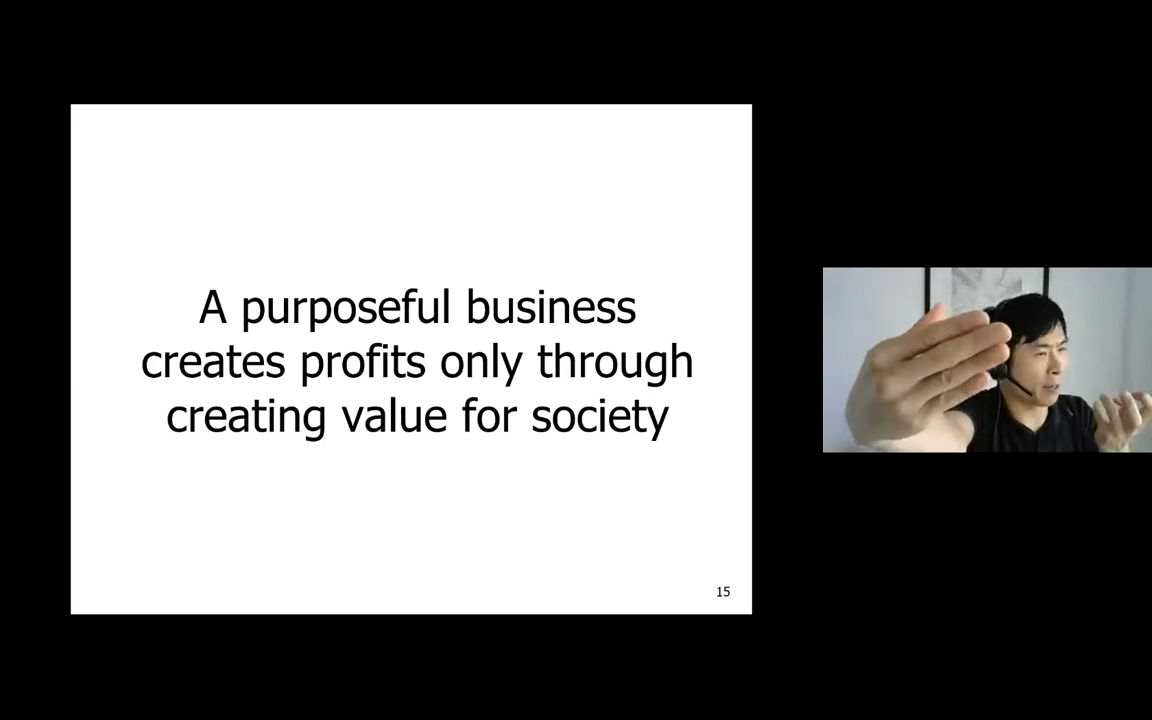 A purposeful business
creates profits only through
creating value for society
15